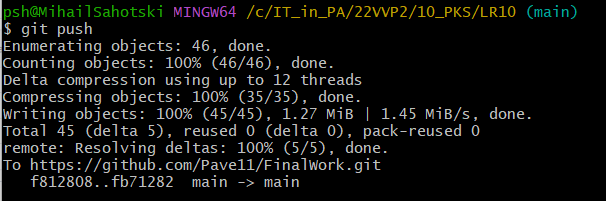 psh@MihailSahotski MINGW64 /c/IT_in_PA/22VVP2/10_PKS/LR10 (main)
$ git push
Enumerating objects: 46, done.
Counting objects: 100% (46/46), done.
Delta compression using up to 12 threads
Compressing objects: 100% (35/35), done.
Writing objects: 100% (45/45), 1.27 MiB | 1.45 MiB/s, done.
Total 45 (delta 5), reused 0 (delta 0), pack-reused 0
remote: Resolving deltas: 100% (5/5), done.
To https://github.com/Pave11/FinalWork.git
   f812808..fb71282  main -> main